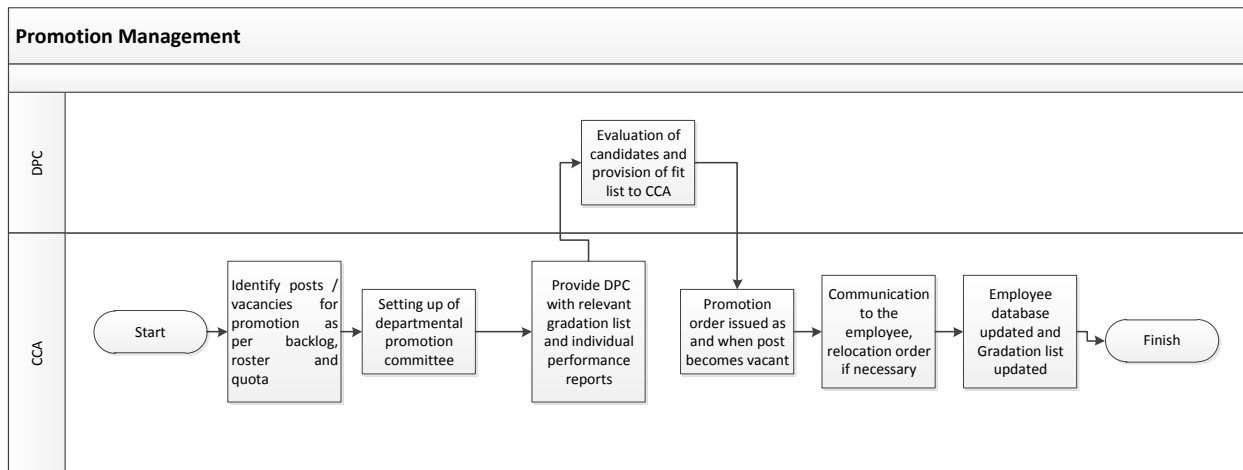 Promotion Management
DPC
Evaluation of
candidates and
provision of fit
list to CCA
CCA
Start
Identify posts /
vacancies for
promotion as
per backlog,
roster and
quota
Setting up of
departmental
promotion
committee
Provide DPC
with relevant
gradation list
and individual
performance
reports
Promotion
order issued as
and when post
becomes vacant
Communication
to the
employee,
relocation order
if necessary
Employee
database
updated and
Gradation list
updated
Finish